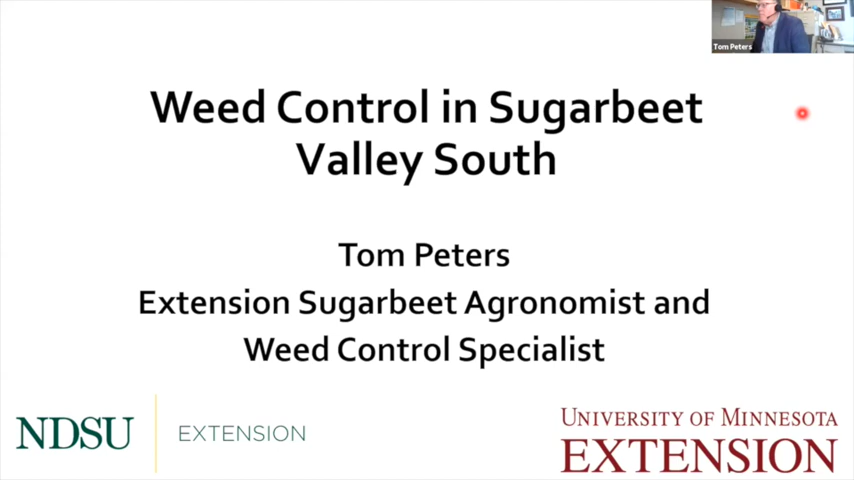 Tom Peters
Weed Control in Sugarbeet
Valley South
Tom Peters
Extension Sugarbeet Agronomist and
Weed Control Specialist
NDSU EXTENSION
UNIVERSITY OF MINNESOTA
EXTENSION